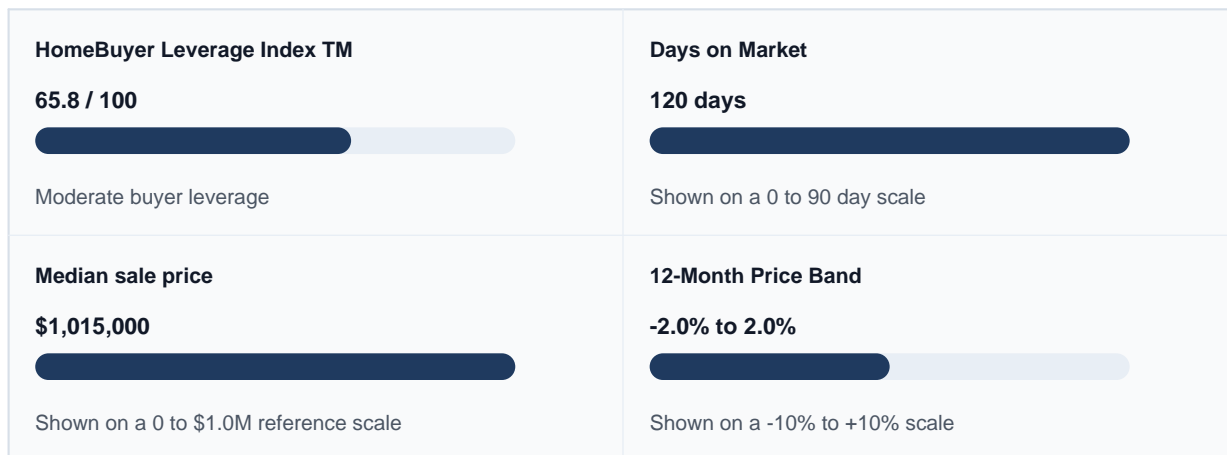 HomeBuyer Leverage Index TM
65.8 / 100
Moderate buyer leverage
Days on Market
120 days
Shown on a 0 to 90 day scale
Median sale price
$1,015,000
Shown on a 0 to $1.0M reference scale
12-Month Price Band
-2.0% to 2.0%
Shown on a -10% to +10% scale